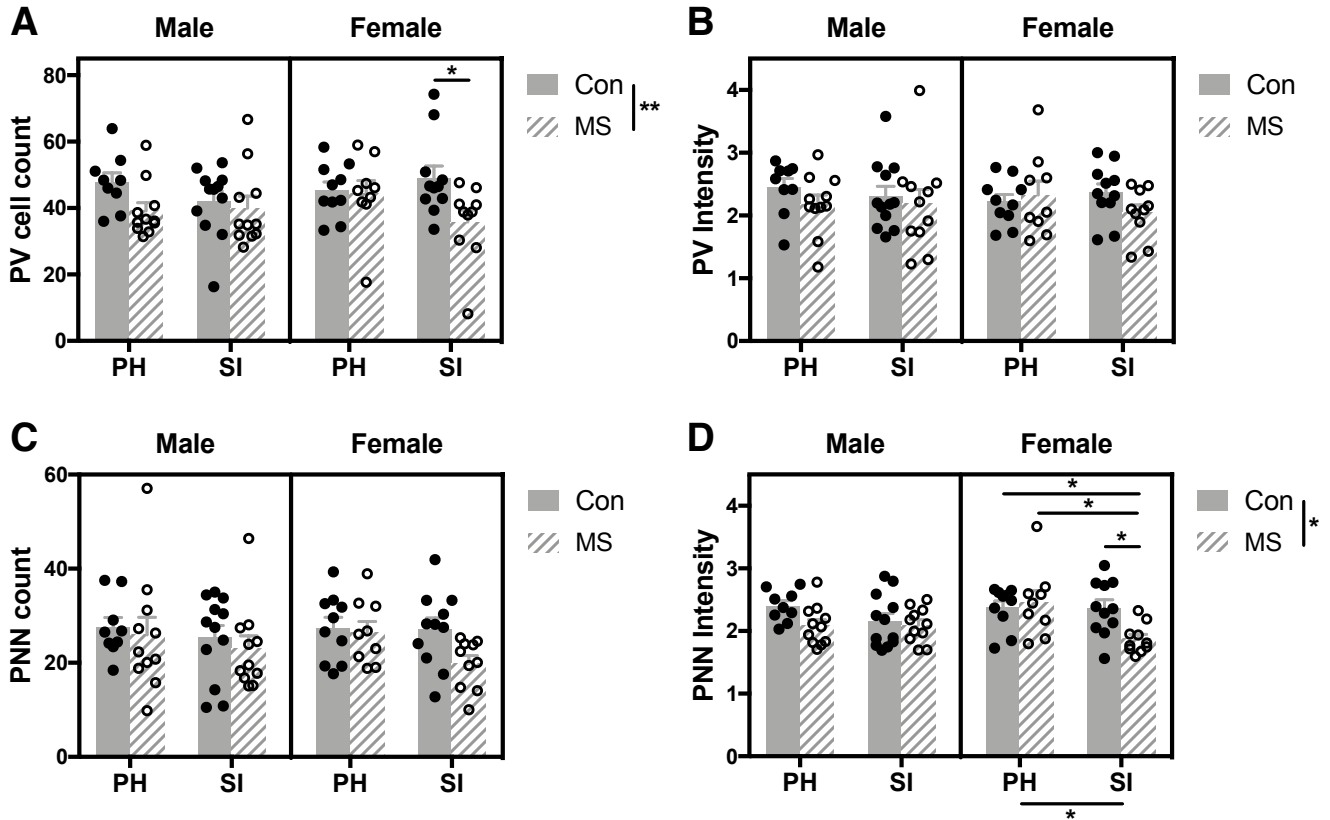 A
Male
Female
PV cell count
80
60
40
20
0
*
PH
SI
PH
SI
Con
MS
**
B
Male
Female
PV Intensity
4
3
2
1
0
PH
SI
PH
SI
Con
MS
C
Male
Female
PNN count
60
40
20
0
PH
SI
PH
SI
Con
MS
D
Male
Female
PNN Intensity
4
3
2
1
0
*
*
*
PH
SI
PH
SI
*
Con
MS
*